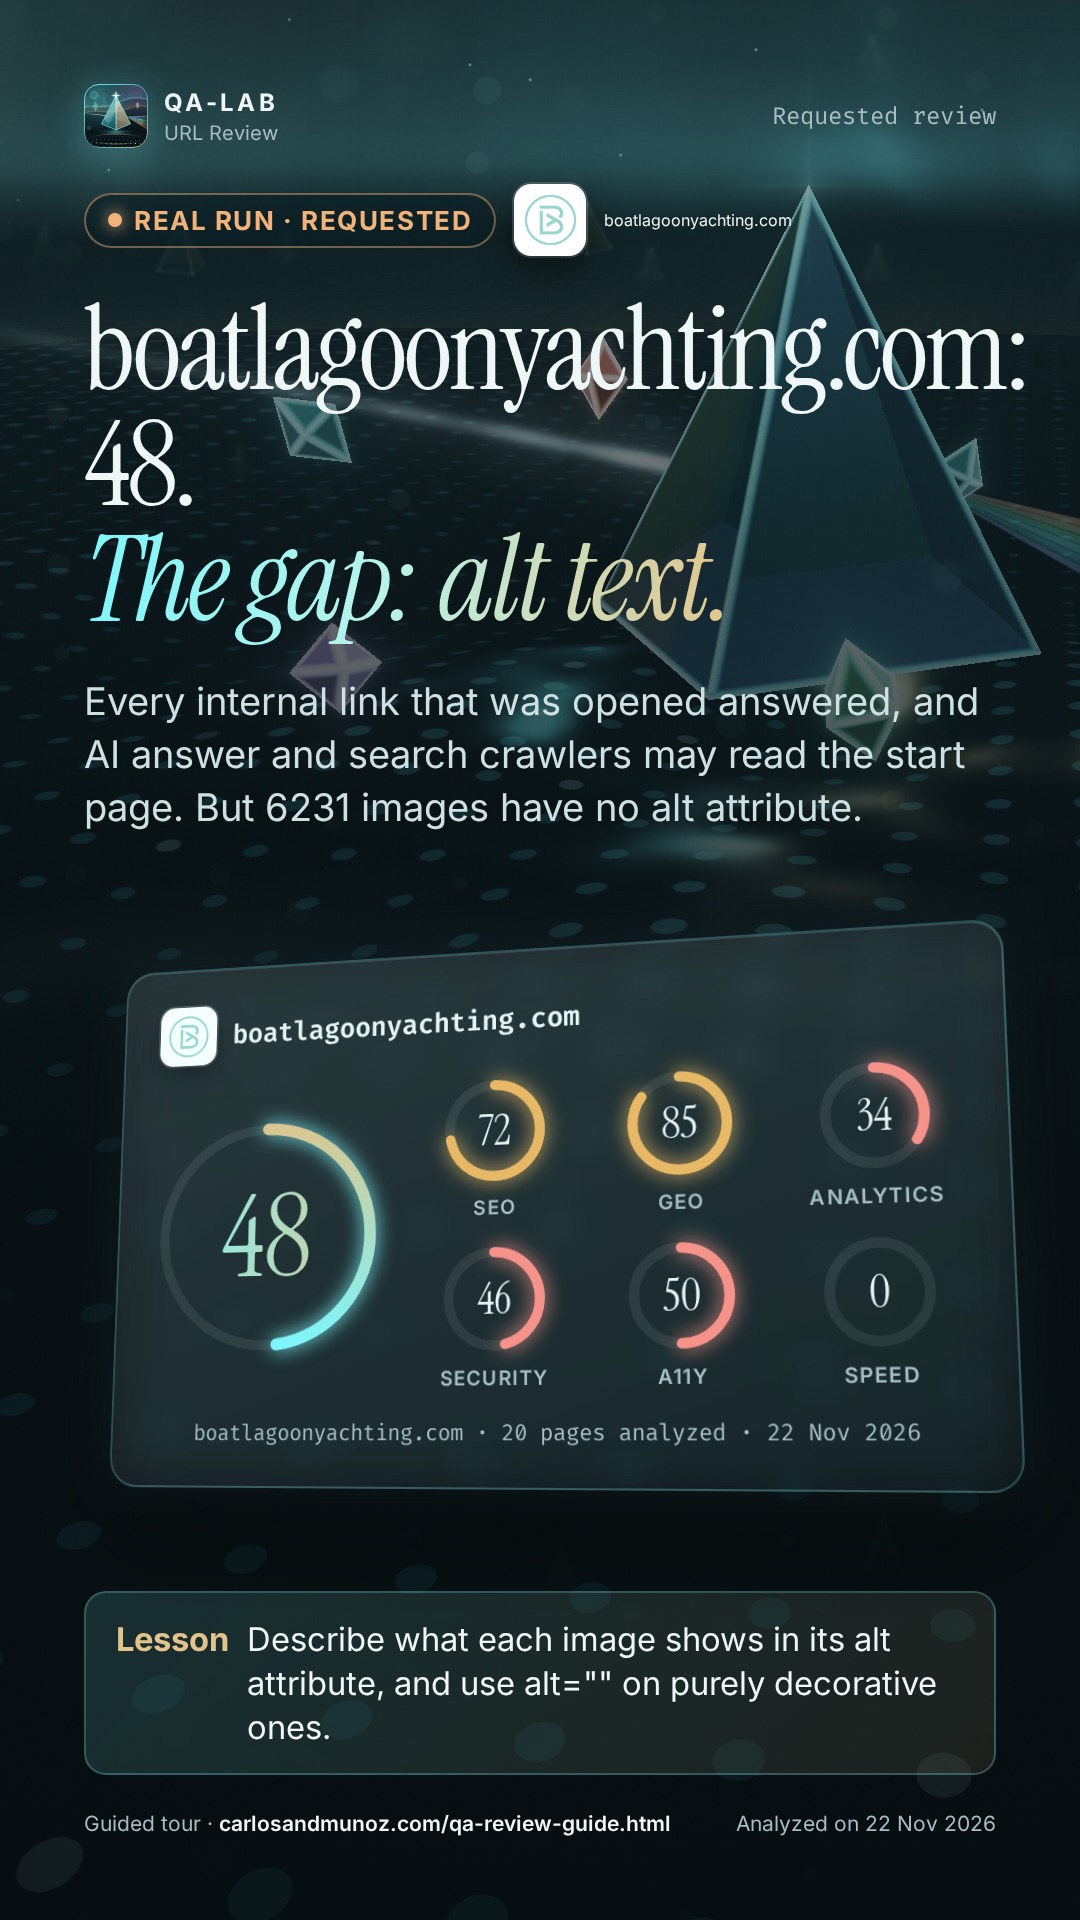 QA-LAB
URL Review
Requested review
REAL RUN · REQUESTED
boatlagoonyachting.com
boatlagoonyachting.com:
48.
The gap: alt text.
Every internal link that was opened answered, and
AI answer and search crawlers may read the start
page. But 6231 images have no alt attribute.
boatlagoonyachting.com
48
72
SEO
85
GEO
34
ANALYTICS
46
SECURITY
50
A11Y
0
SPEED
boatlagoonyachting.com · 20 pages analyzed · 22 Nov 2026
Lesson Describe what each image shows in its alt
attribute, and use alt="" on purely decorative
ones.
Guided tour · carlosandmunoz.com/qa-review-guide.html
Analyzed on 22 Nov 2026